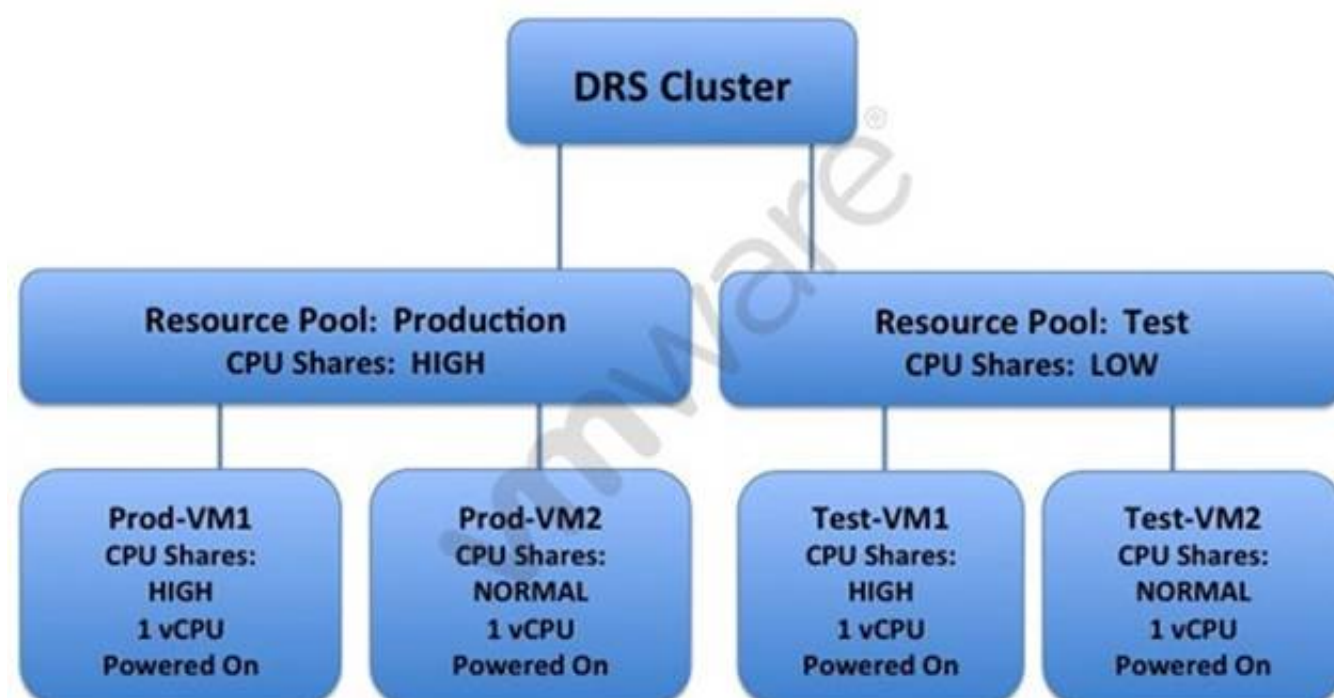 DRS Cluster
Resource Pool: Production
CPU Shares: HIGH
Resource Pool: Test
CPU Shares: LOW
Prod-VM1
CPU Shares:
HIGH
1 vCPU
Powered On
Prod-VM2
CPU Shares:
NORMAL
1 vCPU
Powered On
Test-VM1
CPU Shares:
HIGH
1 vCPU
Powered On
Test-VM2
CPU Shares:
NORMAL
1 vCPU
Powered On
vmware®